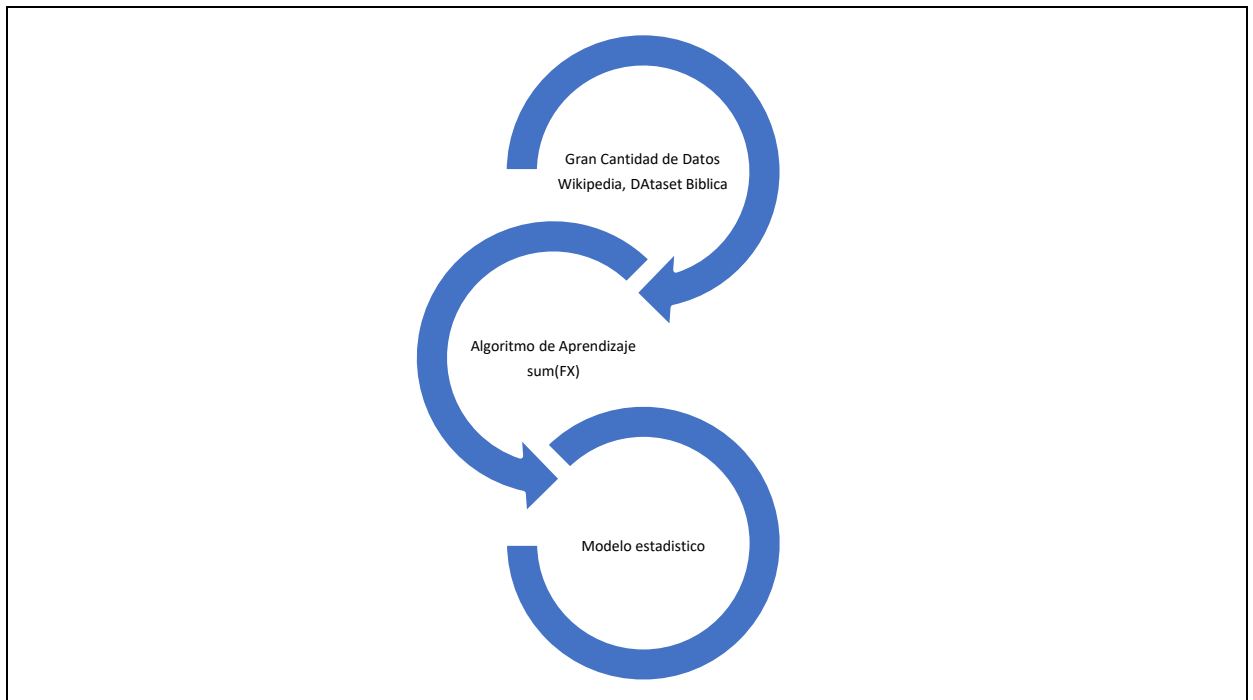 Gran Cantidad de Datos
Wikipedia, DAtaset Biblica
Algoritmo de Aprendizaje
sum(FX)
Modelo estadistico